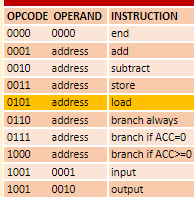 OPCODE OPERAND INSTRUCTION
0000 0000 end
0001 address add
0010 address subtract
0011 address store
0101 address load
0110 address branch always
0111 address branch if ACC=0
1000 address branch if ACC>=0
1001 0001 input
1001 0010 output